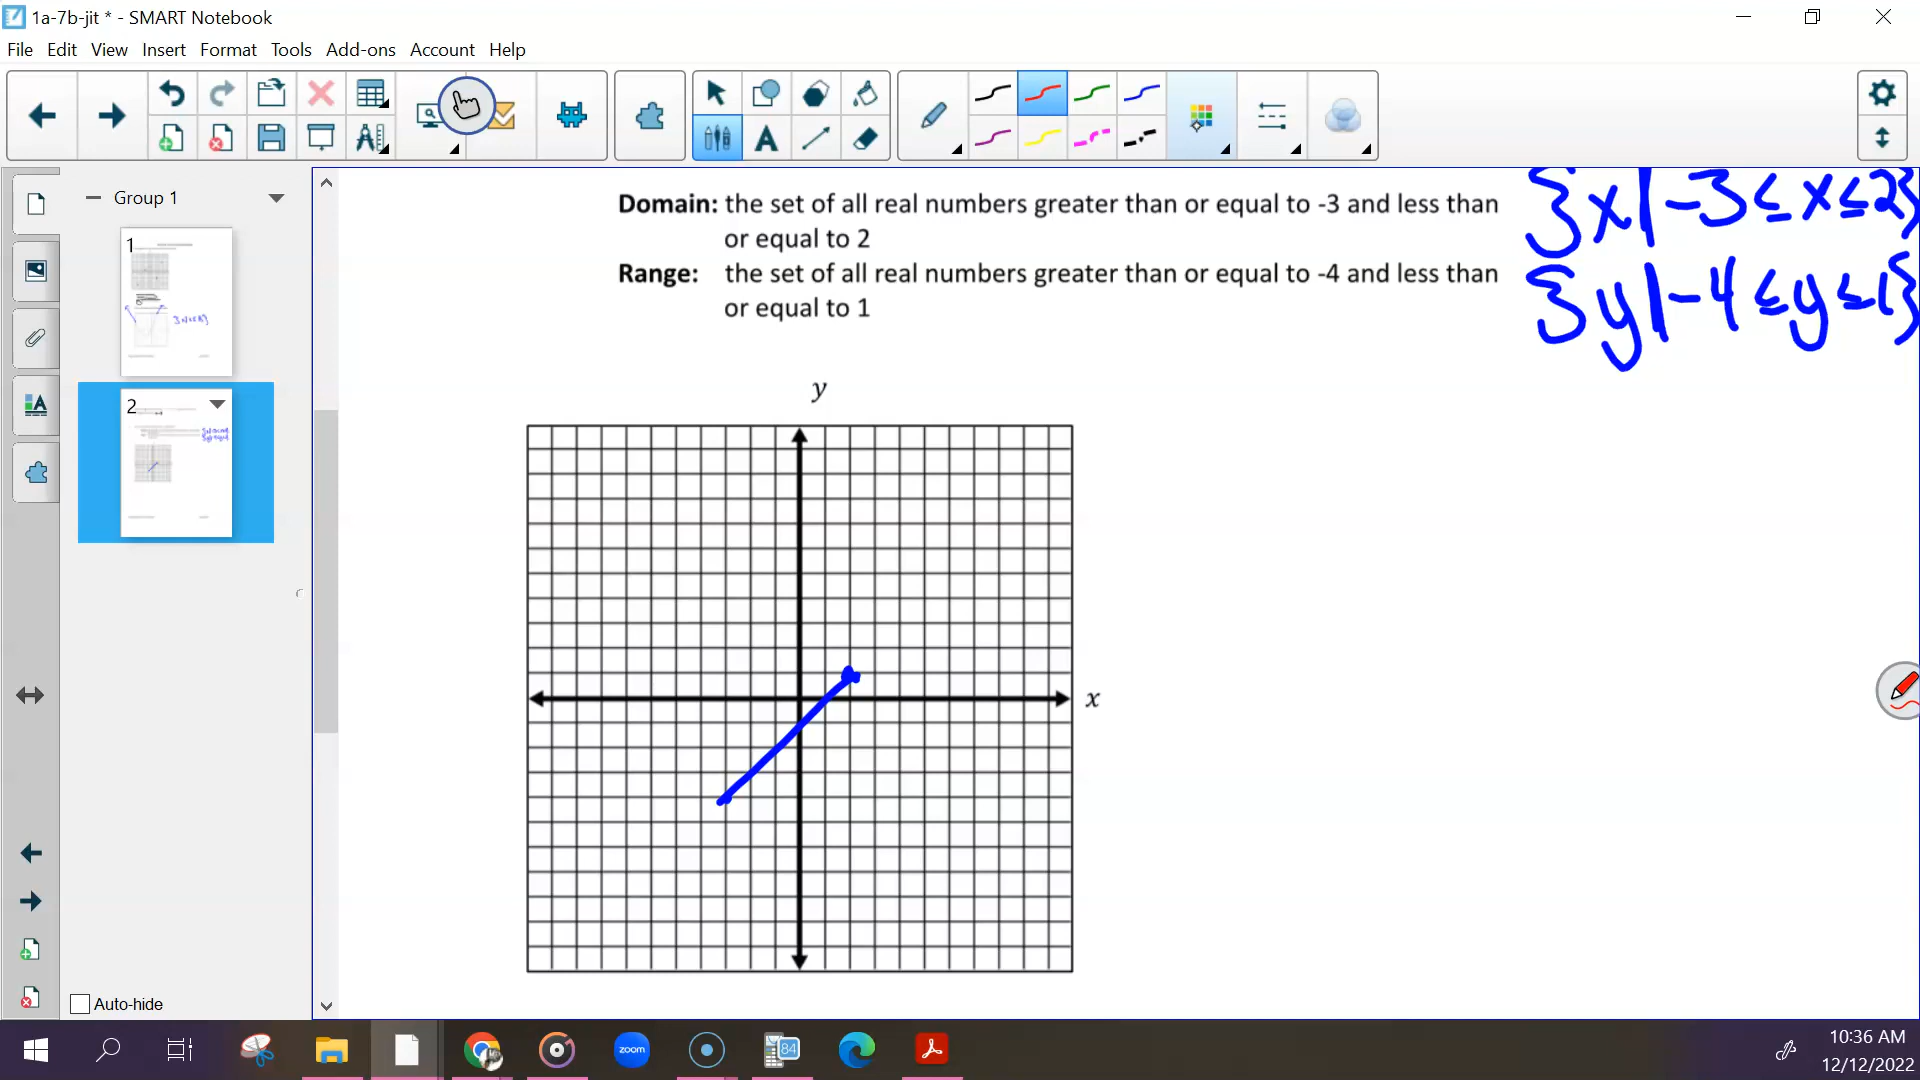 1a-7b-jit * - SMART Notebook
File Edit View Insert Format Tools Add-ons Account Help
Group 1
1
2
Domain: the set of all real numbers greater than or equal to -3 and less than
or equal to 2
Range: the set of all real numbers greater than or equal to -4 and less than
or equal to 1
{x|-3≤x≤2}
{y|-4≤y≤1}
y
x
Auto-hide
zoom
84
10:36 AM
12/12/2022